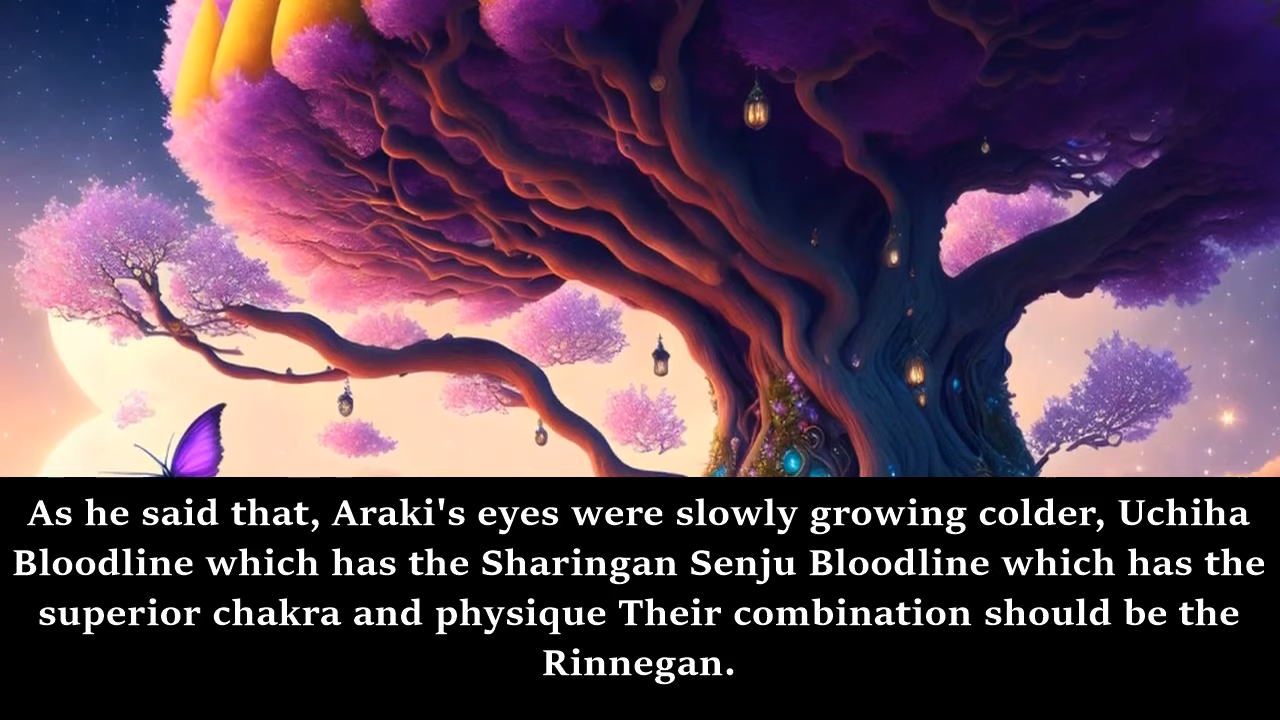 As he said that, Araki's eyes were slowly growing colder, Uchiha
Bloodline which has the Sharingan Senju Bloodline which has the
superior chakra and physique Their combination should be the
Rinnegan.